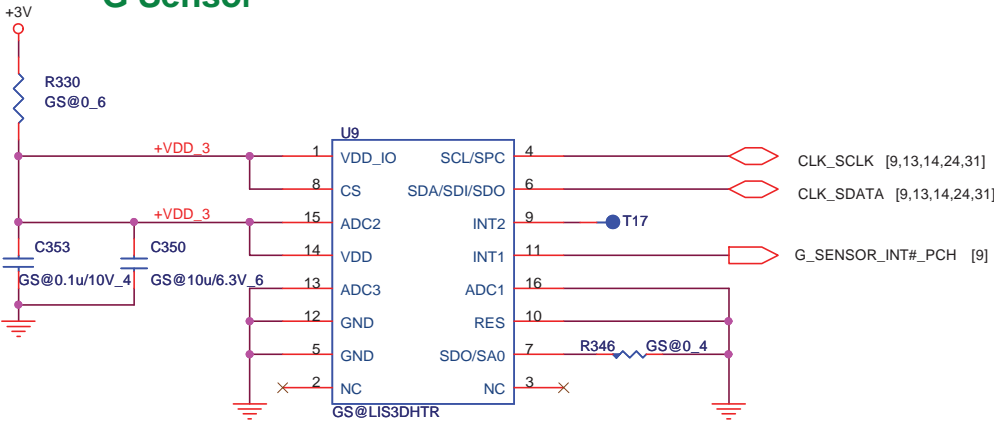 G Sensor
+3V
R330
GS@0_6
U9
+VDD_3
1 VDD_IO SCL/SPC 4
CLK_SCLK [9,13,14,24,31]
8 CS SDA/SDI/SDO 6
CLK_SDATA [9,13,14,24,31]
+VDD_3
15 ADC2 INT2 9 T17
C353 C350
14 VDD INT1 11
G_SENSOR_INT#_PCH [9]
GS@0.1u/10V_4 GS@10u/6.3V_6
13 ADC3 ADC1 16
12 GND RES 10
5 GND SDO/SA0 7 R346 GS@0_4
2 NC NC 3
GS@LIS3DHTR